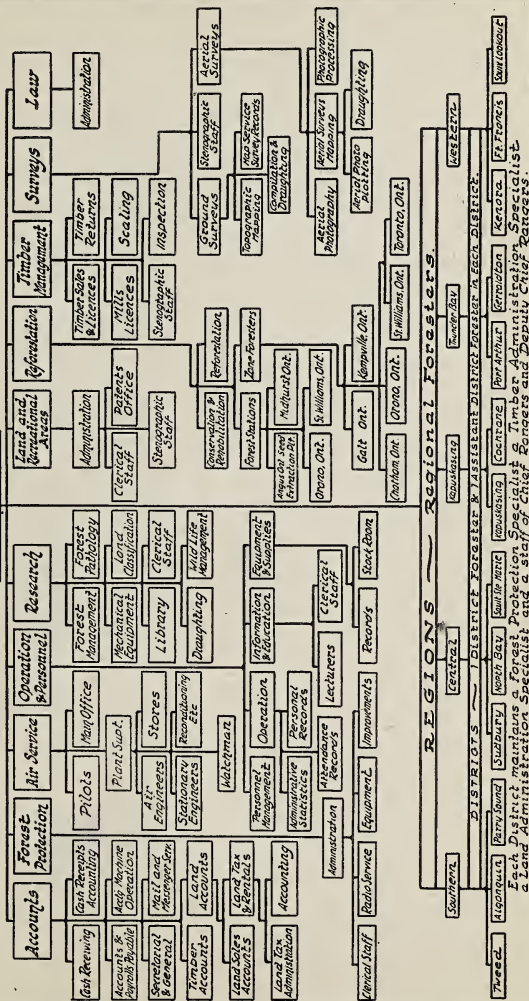 Accounts
Forest
Protection
Air Service
Operation
& Personnel
Research
Land and
Recreational
Areas
Reforestation
Timber
Management
Surveys
Law
Cash Receiving
Cash Receipts
Accounting
Accounts &
Payrolls Payable
Accts. Machine
Operation
Secretarial
& General
Mail and
Messenger Serv.
Timber
Accounts
Land
Accounts
Land Sales
Accounts
Land Tax
& Rentals
Land Tax
Administration
Accounting
Administration
Clerical Staff
Radio Service
Equipment
Improvements
Pilots
Main Office
Plant Supt.
Air
Engineers
Stores
Stationary
Engineers
Reconditioning
Etc
Watchman
Personnel
Management
Operation
Information
& Education
Equipment
& Supplies
Administrative
Statistics
Personal
Records
Attendance
Records
Lecturers
Clerical
Staff
Records
Stock Room
Forest
Management
Forest
Pathology
Mechanical
Equipment
Land
Classification
Library
Clerical
Staff
Draughting
Wild Life
Management
Administration
Clerical
Staff
Patents
Office
Stenographic
Staff
Conservation &
Rehabilitation
Reforestation
Forest Stations
Zone Foresters
Angus Ont. Seed
Extraction Plt.
Midhurst Ont.
Orono, Ont.
St. Williams, Ont.
Galt Ont.
Kemptville, Ont.
Chatham, Ont
Orono, Ont.
St. Williams, Ont.
Toronto, Ont.
Timber Sales
& Licences
Timber
Returns
Mills
Licences
Scaling
Stenographic
Staff
Inspection
Ground
Surveys
Stenographic
Staff
Aerial
Surveys
Topographic
Mapping
Map Service
Survey Records
Compilation &
Draughting
Aerial
Photography
Aerial Surveys
Mapping
Photographic
Processing
Aerial Photo
Plotting
Draughting
Administration
REGIONS — Regional Foresters.
Southern
Central
Kapuskasing
Thunder Bay
Western
DISTRICTS — District Forester & Assistant District Forester in Each District.
Tweed
Algonquin
Parry Sound
Sudbury
North Bay
Sault Ste Marie
Kapuskasing
Cochrane
Port Arthur
Geraldton
Kenora
Ft. Francis
Sioux Lookout
Each District maintains a Forest Protection Specialist a Timber Administration Specialist
a Land Administration Specialist and a staff of Chief Rangers and Deputy Chief Rangers.